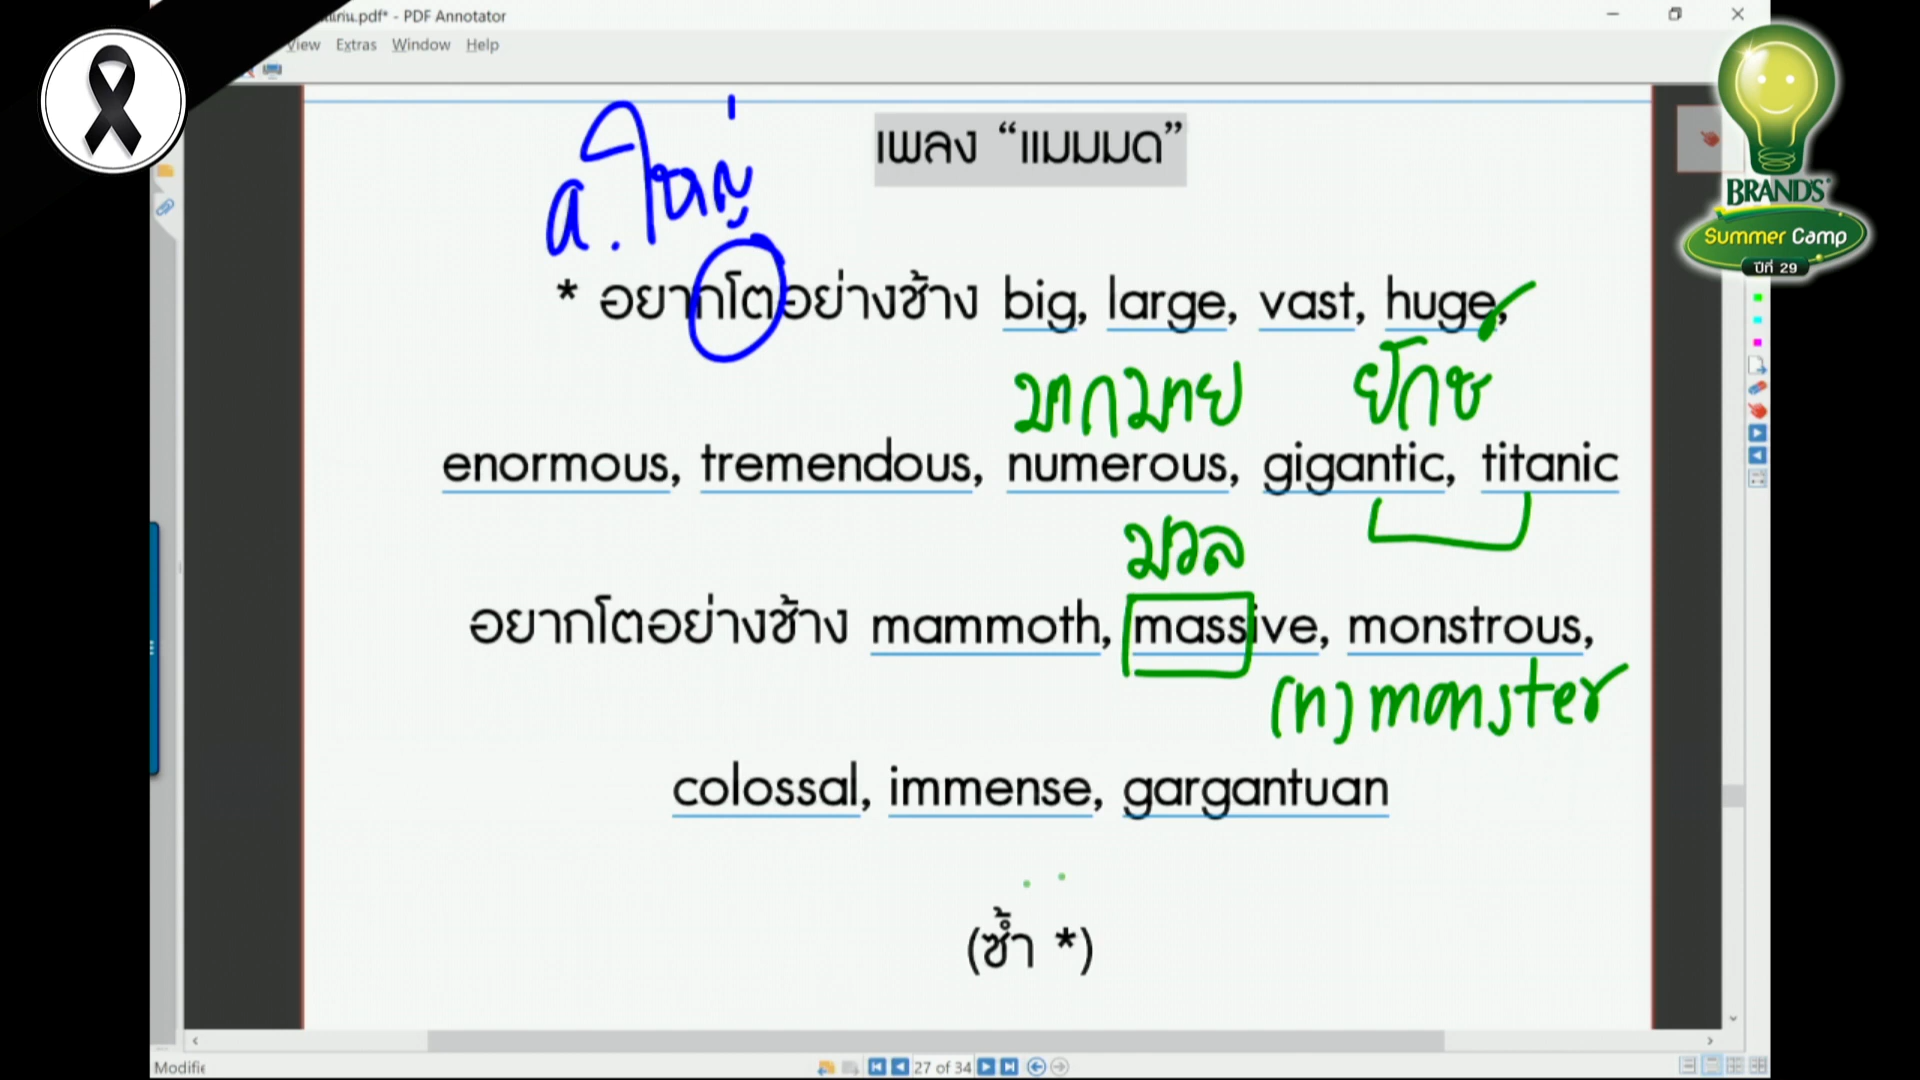 .pdf* - PDF Annotator
View Extras Window Help
BRAND'S
Summer Camp
ปีที่ 29
เพลง “แมมมด”
a. ใหญ่
* อยากโตอย่างช้าง big, large, vast, huge,
มากมาย ยักษ์
enormous, tremendous, numerous, gigantic, titanic
มวล
อยากโตอย่างช้าง mammoth, massive, monstrous,
(n) monster
colossal, immense, gargantuan
(ซ้ำ *)
27 of 34